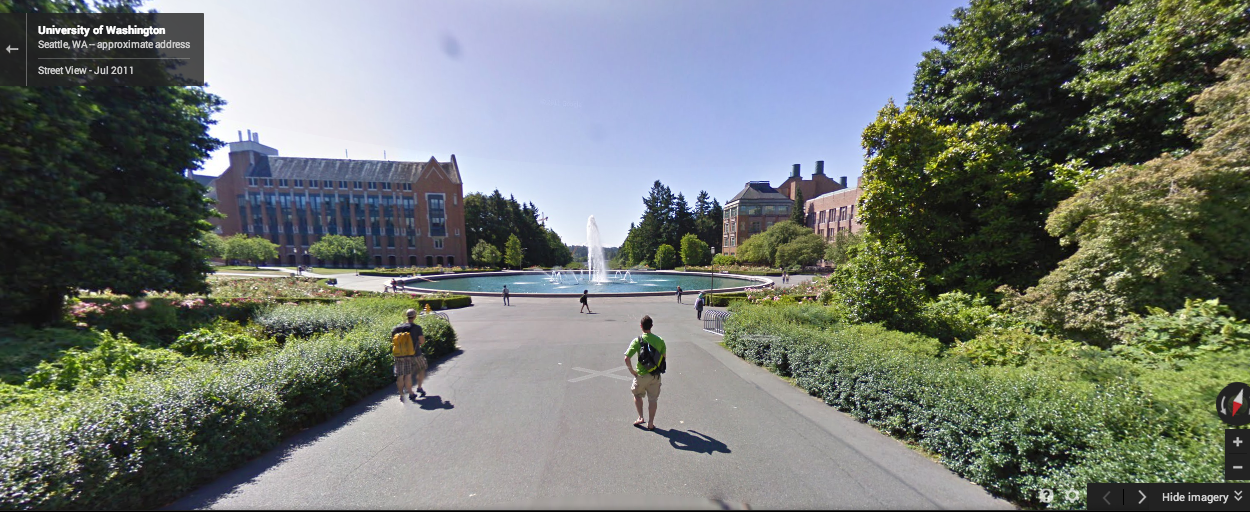 University of Washington
Seattle, WA - approximate address
Street View - Jul 2011
Hide imagery